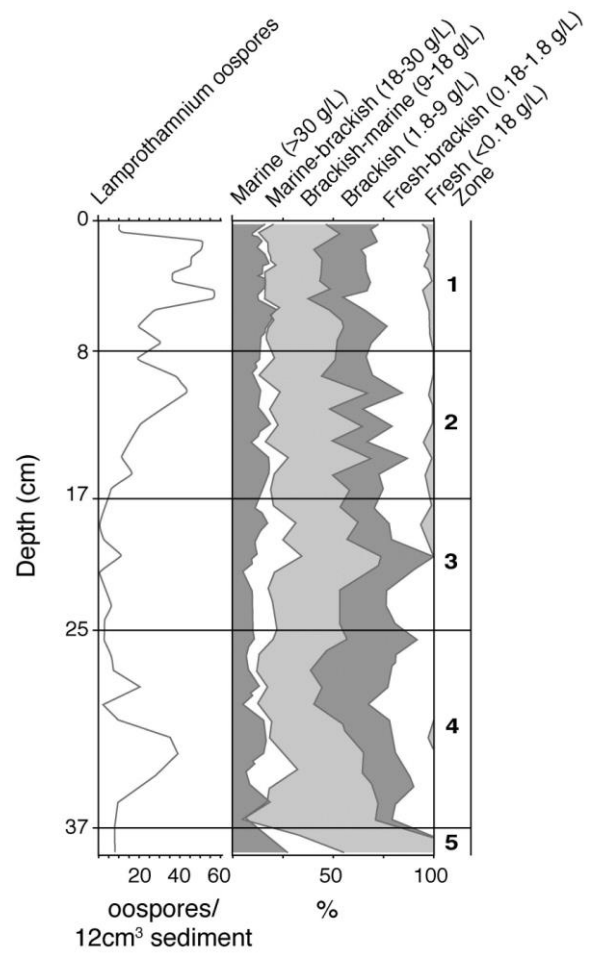 Lamprothamnium oospores
Marine (>30 g/L)
Marine-brackish (18-30 g/L)
Brackish-marine (9-18 g/L)
Brackish (1.8-9 g/L)
Fresh-brackish (0.18-1.8 g/L)
Fresh (<0.18 g/L)
Zone
0
8
17
25
37
Depth (cm)
1
2
3
4
5
20 40 60
50 100
oospores/
12cm³ sediment
%